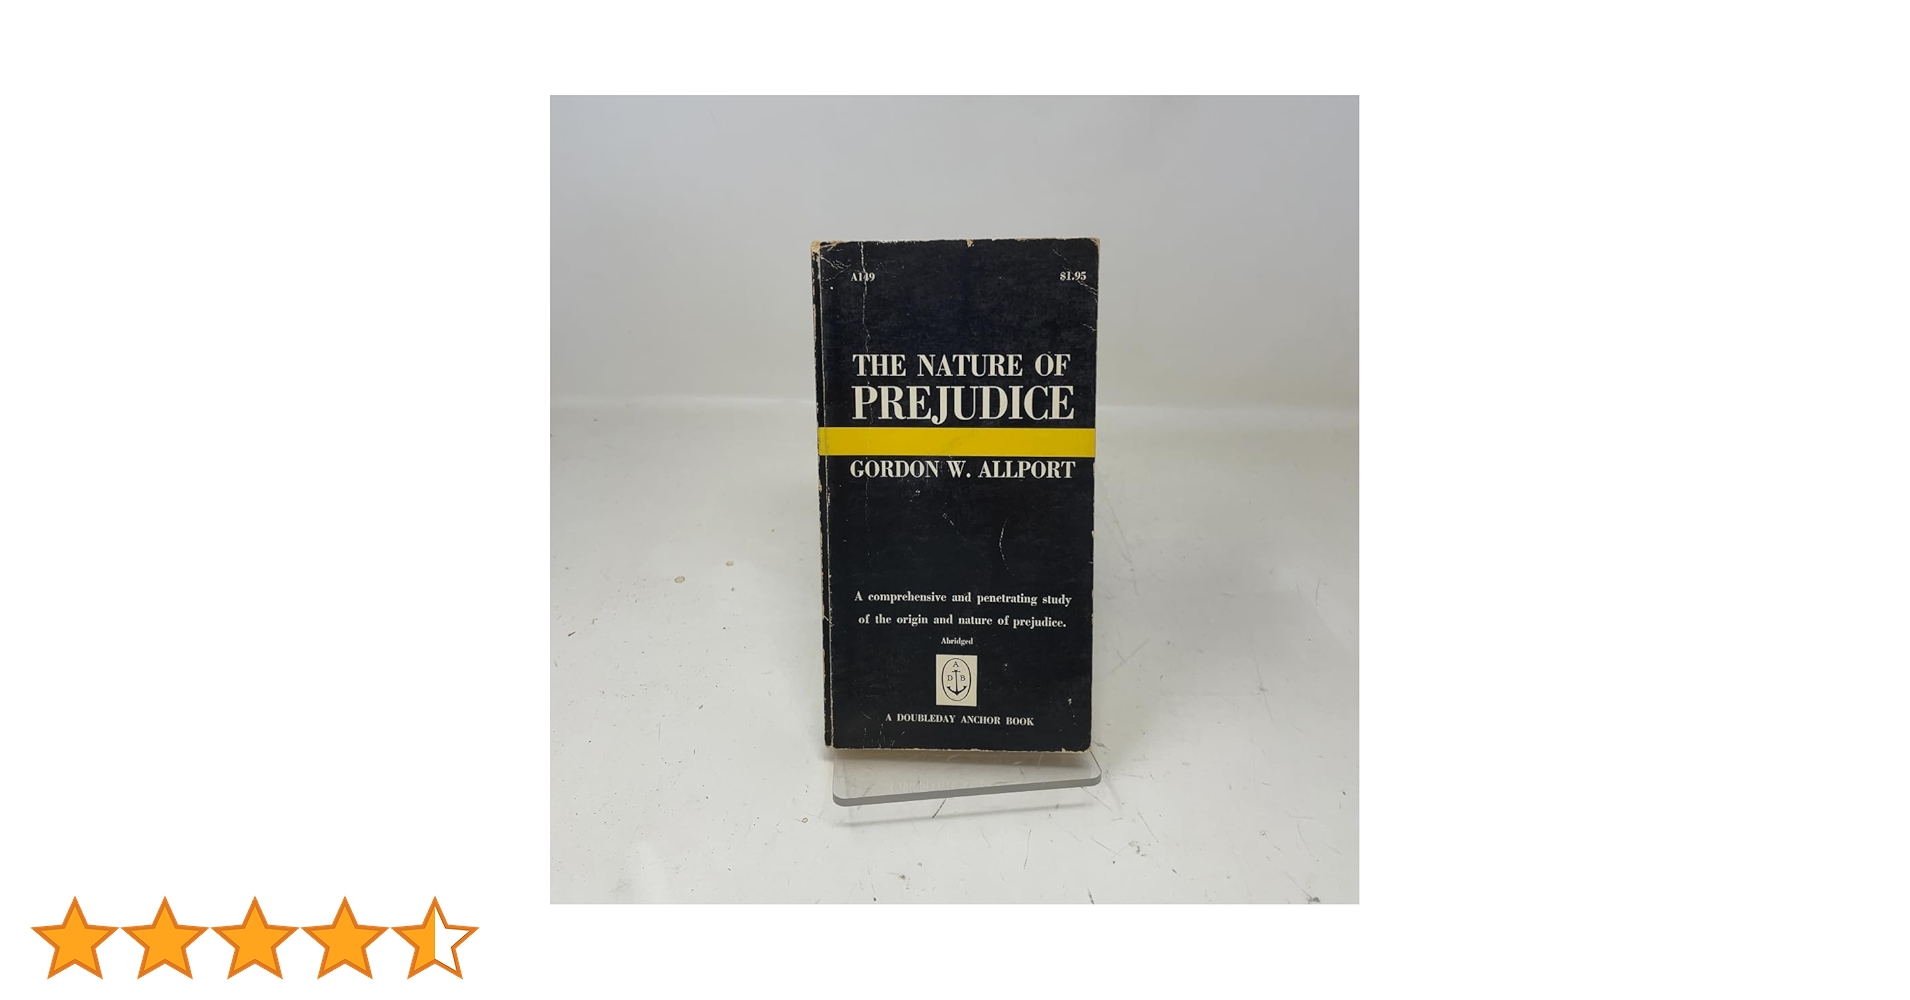 A149 $1.95
THE NATURE OF
PREJUDICE
GORDON W. ALLPORT
A comprehensive and penetrating study
of the origin and nature of prejudice.
Abridged
A
D B
A DOUBLEDAY ANCHOR BOOK